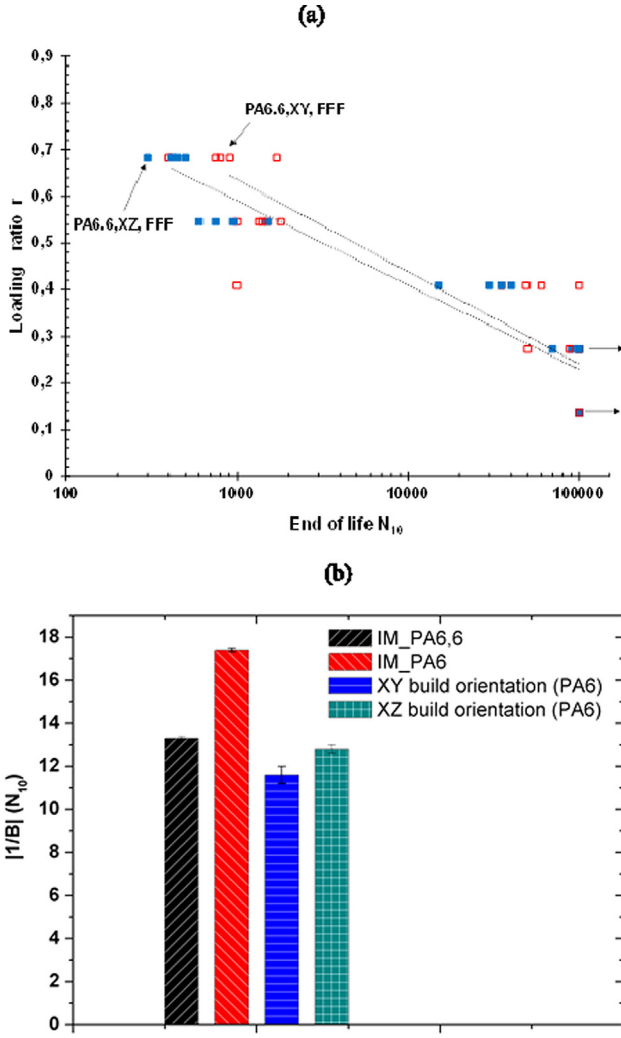 (a)
0,9
0,8
PA6.6,XY, FFF
0,7
0,6
PA6.6,XZ, FFF
0,5
0,4
0,3
0,2
0,1
0
Loading ratio r
100
1000
10000
100000
End of life N10
(b)
18
16
14
12
10
8
6
4
2
0
|1/B| (N10)
IM_PA6,6
IM_PA6
XY build orientation (PA6)
XZ build orientation (PA6)